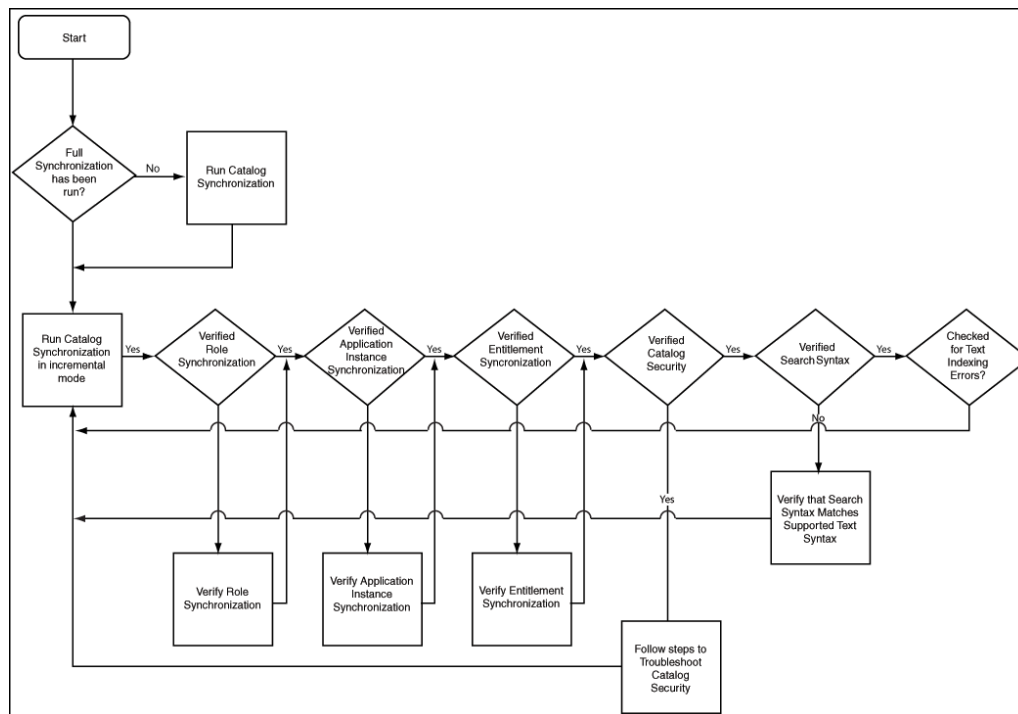 Start
Full
Synchronization
has been
run?
No
Run Catalog
Synchronization
Run Catalog
Synchronization
in incremental
mode
Yes
Verified
Role
Synchronization
Yes
Verified
Application
Instance
Synchronization
Yes
Verified
Entitlement
Syncronization
Yes
Verified
Catalog
Security
Yes
Verified
Search Syntax
Yes
Checked
for Text
Indexing
Errors?
No
Yes
Verify that Search
Syntax Matches
Supported Text
Syntax
Verify Role
Synchronization
Verify Application
Instance
Synchronization
Verify Entitlement
Synchronization
Follow steps to
Troubleshoot
Catalog
Security